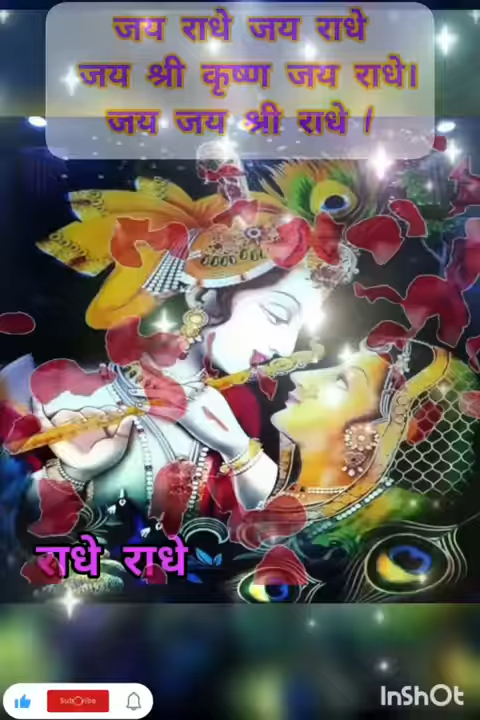 जय राधे जय राधे
जय श्री कृष्ण जय राधे।
जय जय श्री राधे।
राधे राधे
Subscribe
InShOt